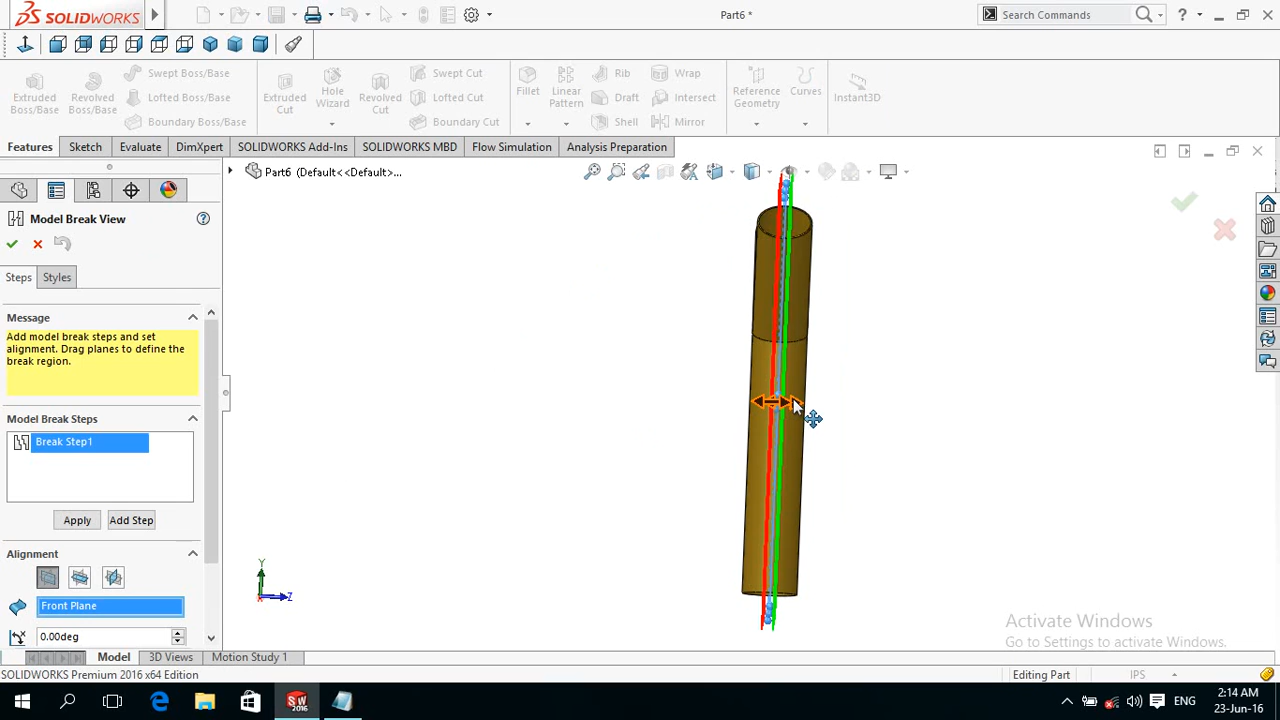 SOLIDWORKS
Part6 *
Search Commands
?
Extruded Boss/Base
Revolved Boss/Base
Swept Boss/Base
Lofted Boss/Base
Boundary Boss/Base
Extruded Cut
Hole Wizard
Revolved Cut
Swept Cut
Lofted Cut
Boundary Cut
Fillet
Linear Pattern
Rib
Draft
Shell
Wrap
Intersect
Mirror
Reference Geometry
Curves
Instant3D
Features
Sketch
Evaluate
DimXpert
SOLIDWORKS Add-Ins
SOLIDWORKS MBD
Flow Simulation
Analysis Preparation
Part6 (Default<<Default>...
Model Break View
Steps
Styles
Message
Add model break steps and set
alignment. Drag planes to define the
break region.
Model Break Steps
Break Step1
Apply
Add Step
Alignment
Front Plane
0.00deg
Y
Z
X
Activate Windows
Go to Settings to activate Windows.
Model
3D Views
Motion Study 1
SOLIDWORKS Premium 2016 x64 Edition
Editing Part
IPS
SW
2016
ENG
2:14 AM
23-Jun-16